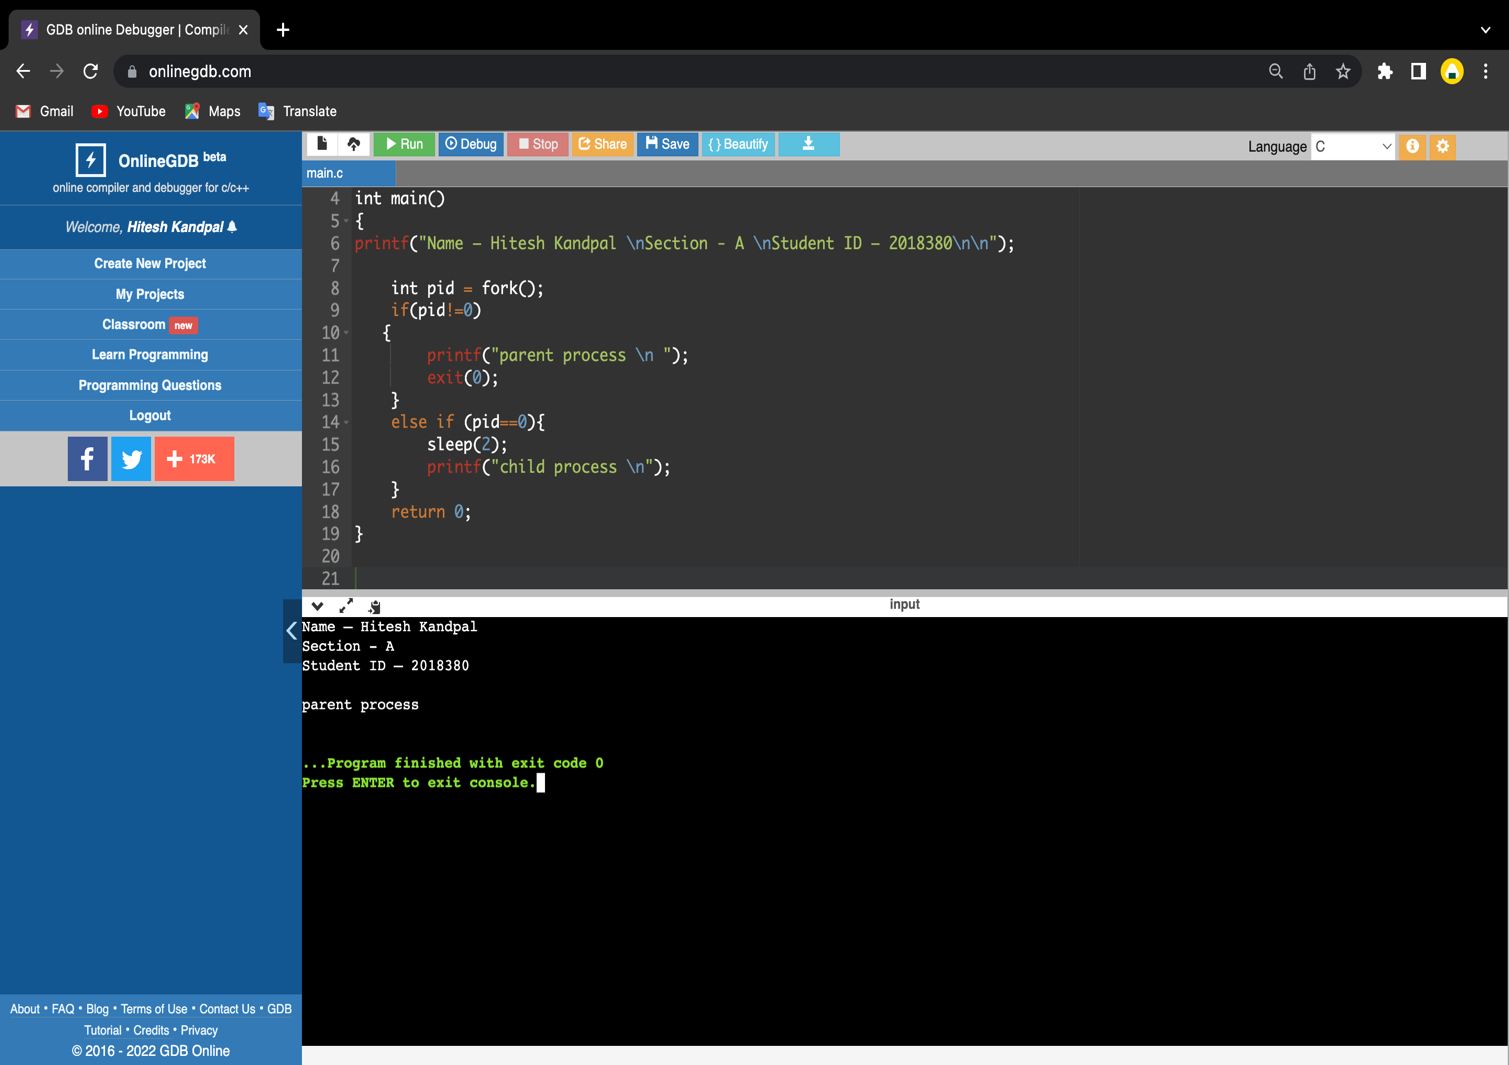 GDB online Debugger | Compil
onlinegdb.com
Gmail YouTube Maps Translate
OnlineGDB beta
online compiler and debugger for c/c++
Welcome, Hitesh Kandpal
Create New Project
My Projects
Classroom new
Learn Programming
Programming Questions
Logout
f + 173K
About • FAQ • Blog • Terms of Use • Contact Us • GDB
Tutorial • Credits • Privacy
© 2016 - 2022 GDB Online
Run Debug Stop Share Save { } Beautify
Language C
main.c
4 int main()
5 {
6 printf("Name – Hitesh Kandpal \nSection - A \nStudent ID – 2018380\n\n");
7
8 int pid = fork();
9 if(pid!=0)
10 {
11 printf("parent process \n ");
12 exit(0);
13 }
14 else if (pid==0){
15 sleep(2);
16 printf("child process \n");
17 }
18 return 0;
19 }
20
21
input
Name – Hitesh Kandpal
Section - A
Student ID – 2018380
parent process
...Program finished with exit code 0
Press ENTER to exit console.